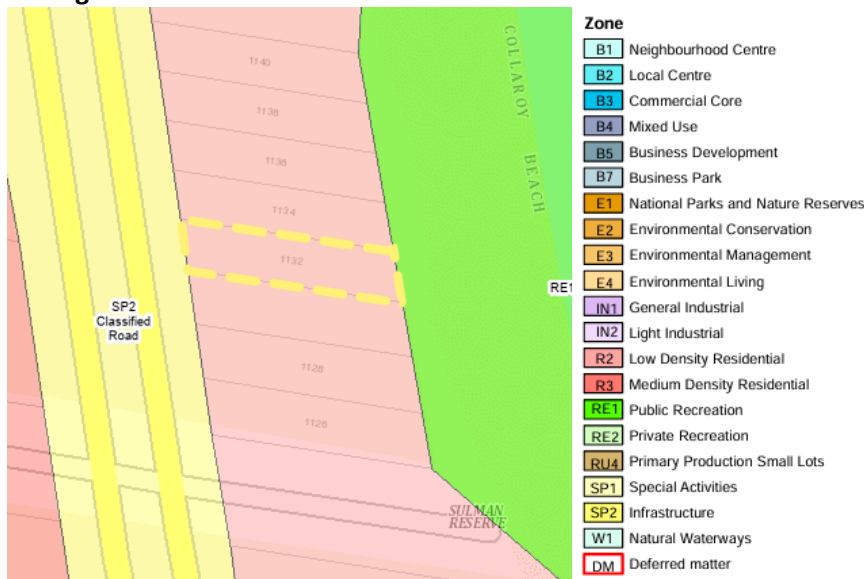 COLLAROY BEACH
1140
1138
1136
1134
1132
1128
1126
SP2
Classified
Road
RE1
SULMAN
RESERVE
Zone
B1 Neighbourhood Centre
B2 Local Centre
B3 Commercial Core
B4 Mixed Use
B5 Business Development
B7 Business Park
E1 National Parks and Nature Reserves
E2 Environmental Conservation
E3 Environmental Management
E4 Environmental Living
IN1 General Industrial
IN2 Light Industrial
R2 Low Density Residential
R3 Medium Density Residential
RE1 Public Recreation
RE2 Private Recreation
RU4 Primary Production Small Lots
SP1 Special Activities
SP2 Infrastructure
W1 Natural Waterways
DM Deferred matter